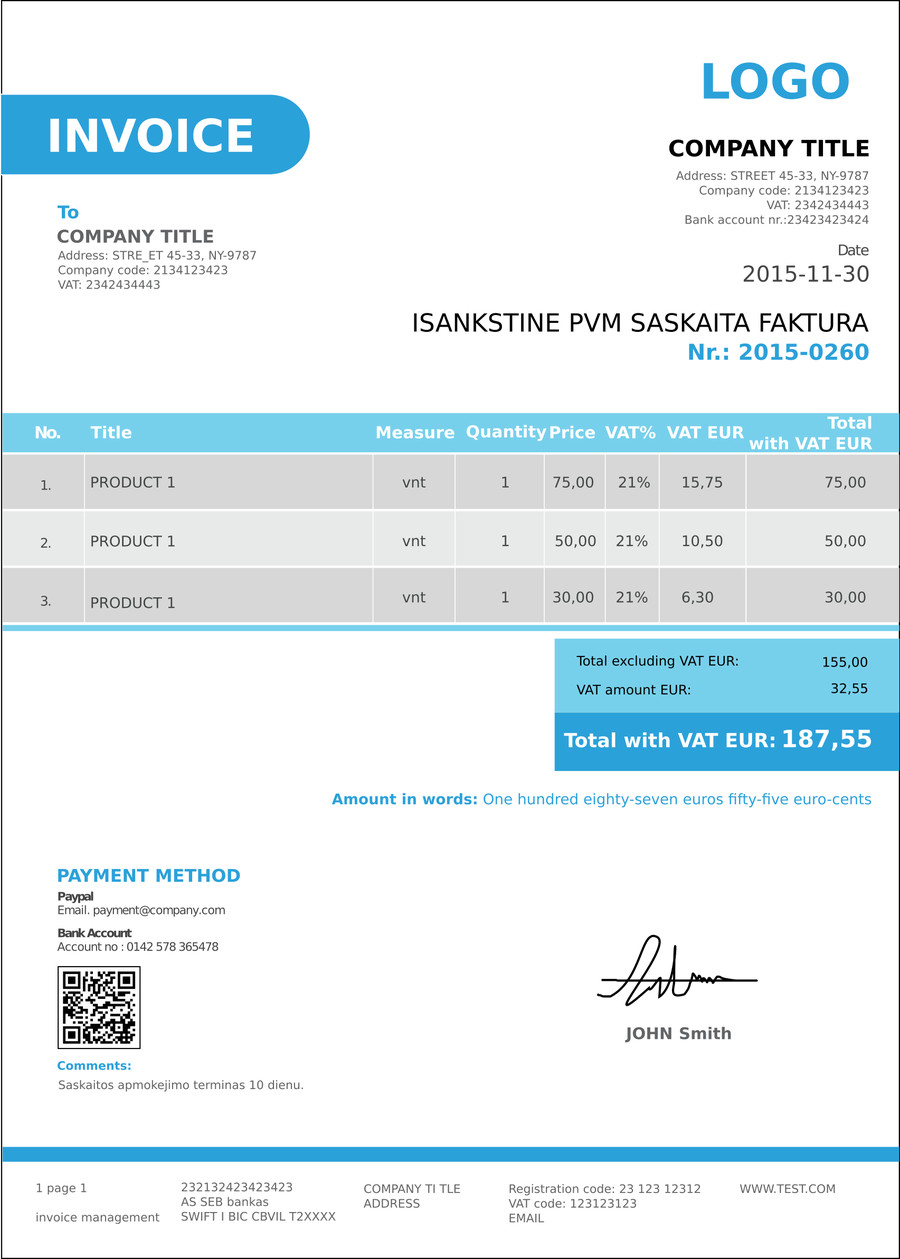 LOGO
INVOICE
COMPANY TITLE
Address: STREET 45-33, NY-9787
Company code: 2134123423
VAT: 2342434443
Bank account nr.:23423423424
To
COMPANY TITLE
Address: STRE_ET 45-33, NY-9787
Company code: 2134123423
VAT: 2342434443
Date
2015-11-30
ISANKSTINE PVM SASKAITA FAKTURA
Nr.: 2015-0260
No. Title Measure Quantity Price VAT% VAT EUR Total
with VAT EUR
1. PRODUCT 1 vnt 1 75,00 21% 15,75 75,00
2. PRODUCT 1 vnt 1 50,00 21% 10,50 50,00
3. PRODUCT 1 vnt 1 30,00 21% 6,30 30,00
Total excluding VAT EUR: 155,00
VAT amount EUR: 32,55
Total with VAT EUR: 187,55
Amount in words: One hundred eighty-seven euros fifty-five euro-cents
PAYMENT METHOD
Paypal
Email. payment@company.com
Bank Account
Account no : 0142 578 365478
JOHN Smith
Comments:
Saskaitos apmokejimo terminas 10 dienu.
1 page 1
invoice management
232132423423423
AS SEB bankas
SWIFT I BIC CBVIL T2XXXX
COMPANY TI TLE
ADDRESS
Registration code: 23 123 12312
VAT code: 123123123
EMAIL
WWW.TEST.COM